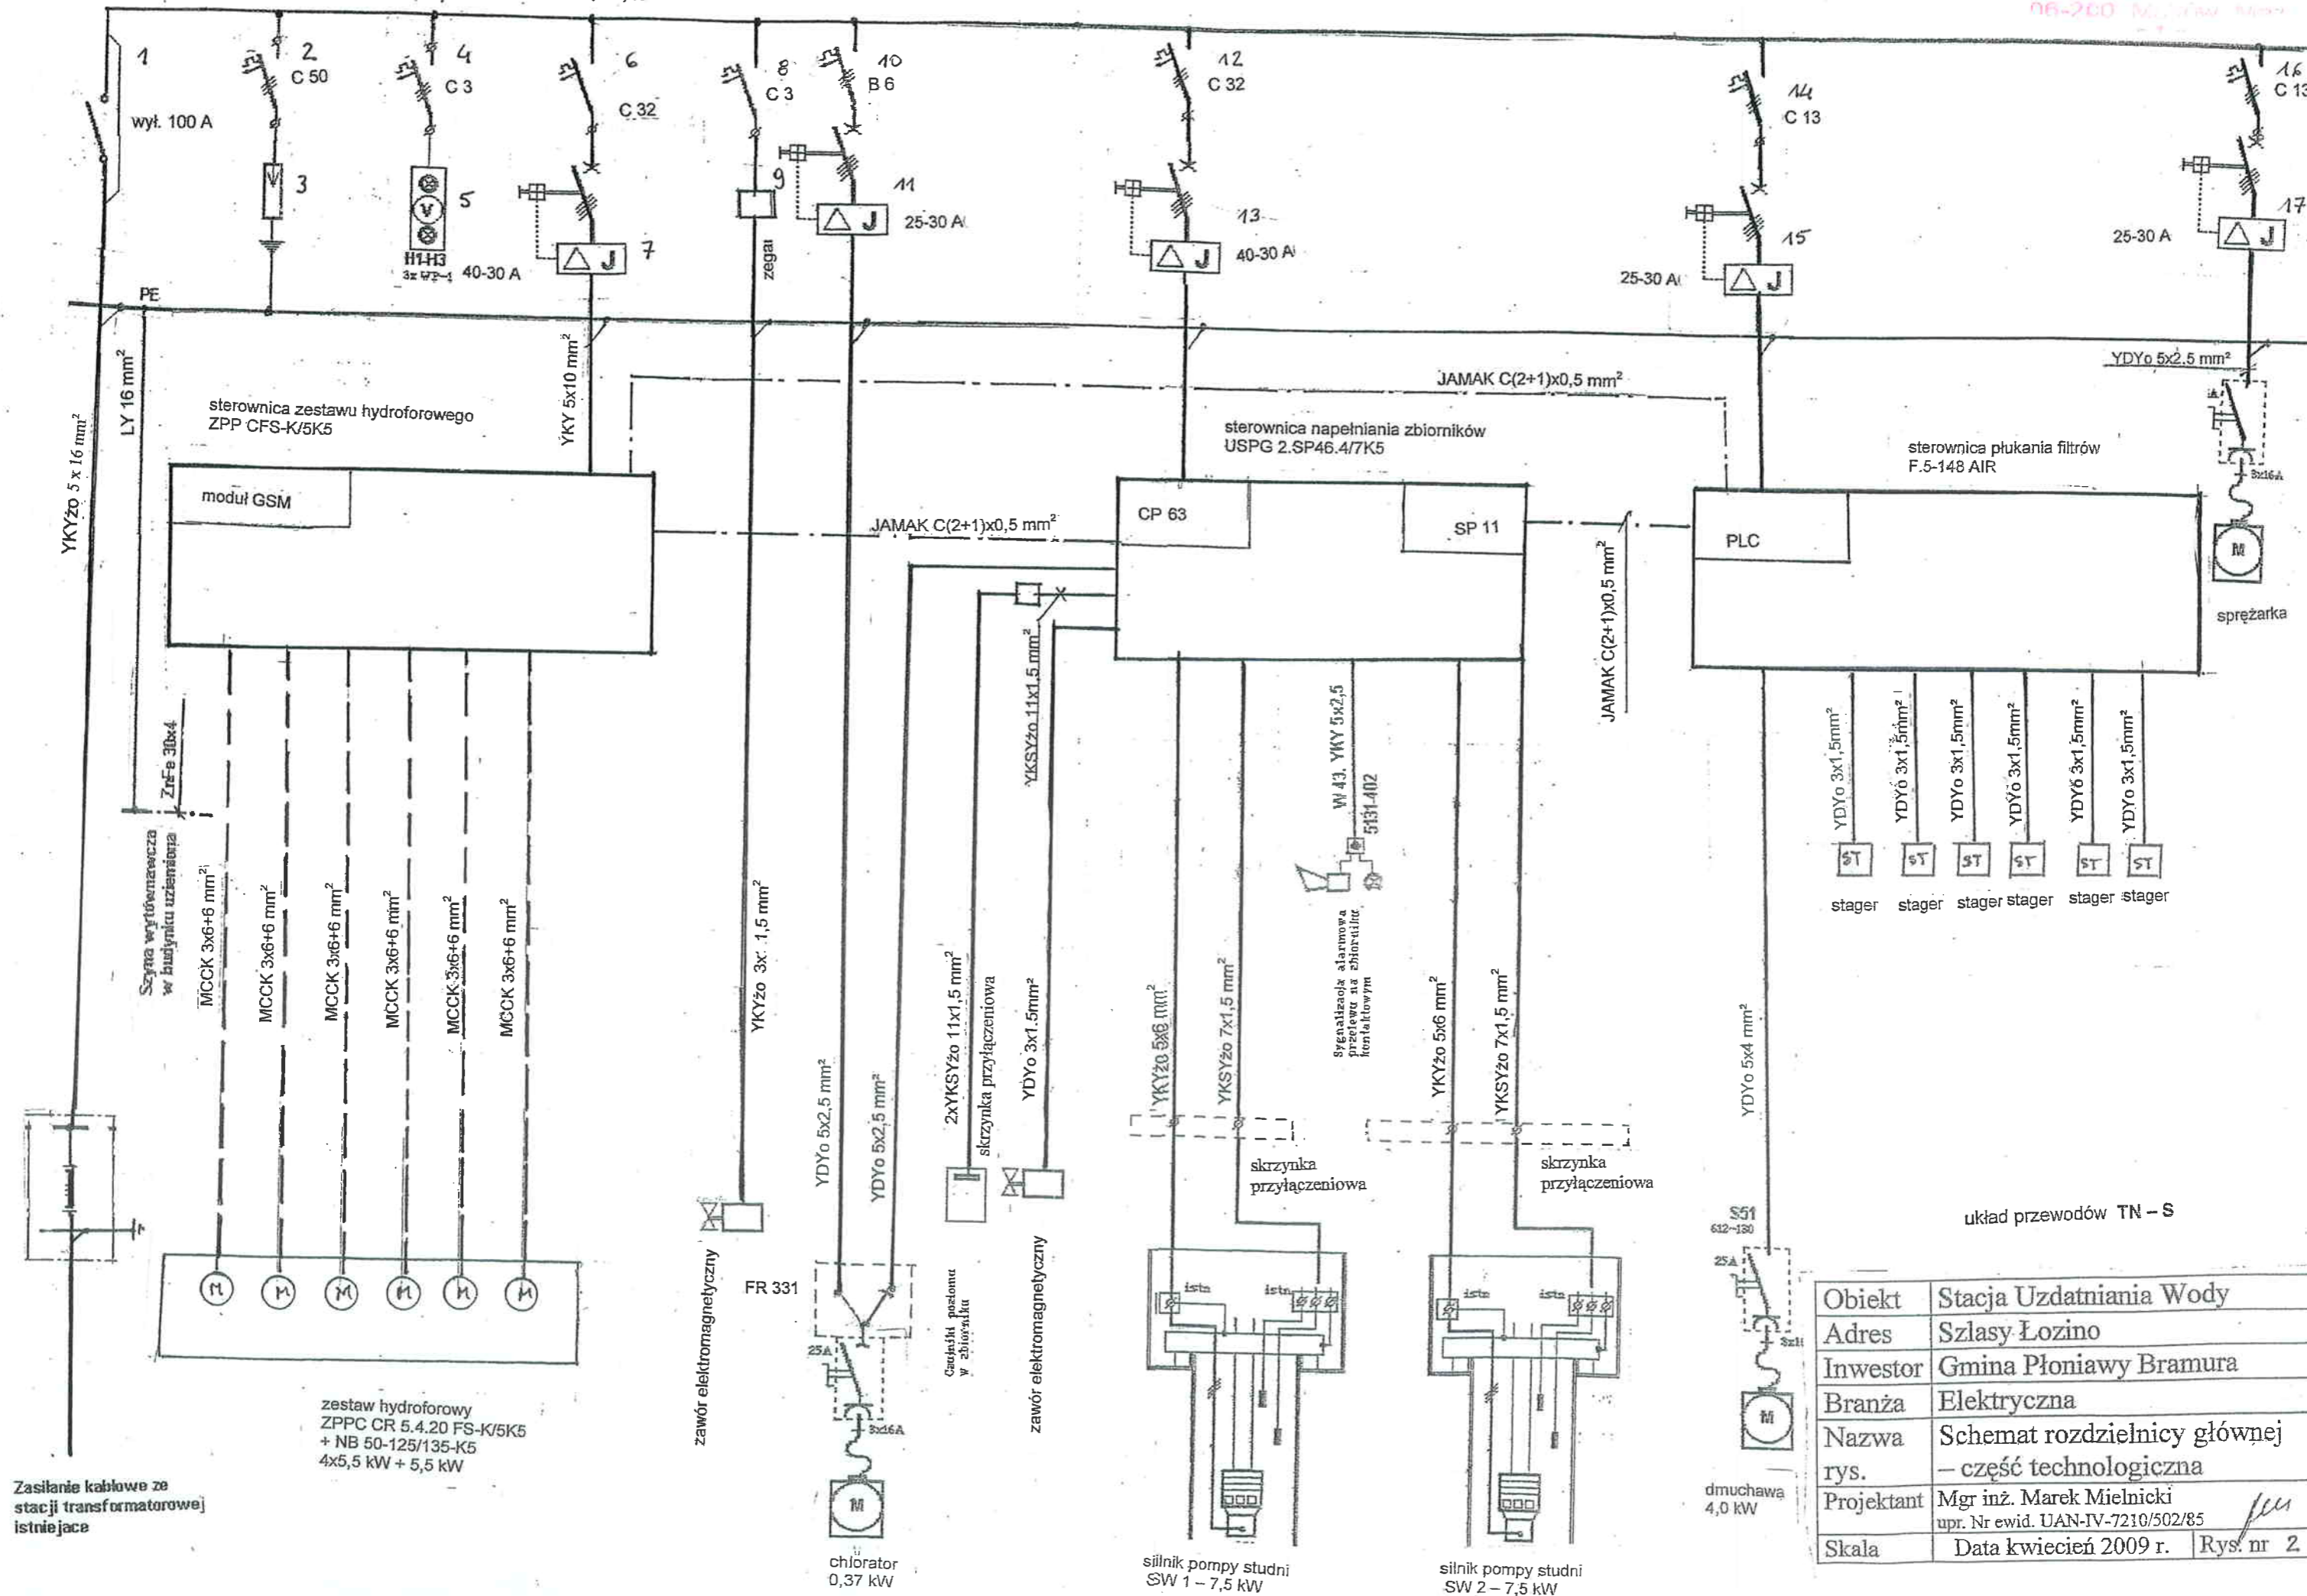 06-200
1
wył. 100 A
2
C 50
3
4
C 3
5
H1-H3
40-30 A
6
C 32
7
8
C 3
9
zegar
10
B 6
11
25-30 A
12
C 32
13
40-30 A
14
C 13
15
25-30 A
16
C 13
17
25-30 A
V
J
J
J
J
J
PE
YKYżo 5 x 16 mm²
LY 16 mm²
YKY 5x10 mm²
JAMAK C(2+1)x0,5 mm²
YDYo 5x2.5 mm²
sterownica zestawu hydroforowego
ZPP CFS-K/5K5
sterownica napełniania zbiorników
USPG 2.SP46.4/7K5
sterownica płukania filtrów
F.5-148 AIR
moduł GSM
JAMAK C(2+1)x0,5 mm²
CP 63
SP 11
PLC
JAMAK C(2+1)x0,5 mm²
3x16A
M
sprężarka
ZnFe 30x4
Szyna wyrównawcza
w budynku uziemiona
MCCK 3x6+6 mm²
MCCK 3x6+6 mm²
MCCK 3x6+6 mm²
MCCK 3x6+6 mm²
MCCK 3x6+6 mm²
MCCK 3x6+6 mm²
YKYżo 3x 1,5 mm²
YDYo 5x2,5 mm²
YDYo 5x2,5 mm²
2xYKSYżo 11x1,5 mm²
skrzynka przyłączeniowa
YKSYżo 11x1,5 mm²
YDYo 3x1.5mm²
YKYżo 5x6 mm²
YKSYżo 7x1,5 mm²
W 43. YKY 5x2,5
5131-402
Sygnalizacja alarmowa
przelewu na zbiorniku
kontaktowym
YKYżo 5x6 mm²
YKSYżo 7x1,5 mm²
YDYo 5x4 mm²
YDYo 3x1,5mm²
YDYo 3x1,5mm²
YDYo 3x1,5mm²
YDYo 3x1,5mm²
YDYo 3x1,5mm²
YDYo 3x1,5mm²
ST ST ST ST ST ST
stager stager stager stager stager stager
skrzynka
przyłączeniowa
skrzynka
przyłączeniowa
układ przewodów TN – S
istn
istn
istn
istn
M M M M M M
zestaw hydroforowy
ZPPC CR 5.4.20 FS-K/5K5
+ NB 50-125/135-K5
4x5,5 kW + 5,5 kW
Zasilanie kablowe ze
stacji transformatorowej
istniejace
zawór elektromagnetyczny
FR 331
25A
3x16A
M
chlorator
0,37 kW
Czujniki poziomu
w zbiorniku
zawór elektromagnetyczny
siilnik pompy studni
SW 1 – 7,5 kW
silnik pompy studni
SW 2 – 7,5 kW
S51
612-130
25A
M
dmuchawa
4,0 kW
Obiekt Stacja Uzdatniania Wody
Adres Szlasy Łozino
Inwestor Gmina Płoniawy Bramura
Branża Elektryczna
Nazwa Schemat rozdzielnicy głównej
rys. – część technologiczna
Projektant Mgr inż. Marek Mielnicki
upr. Nr ewid. UAN-IV-7210/502/85
Skala Data kwiecień 2009 r. Rys. nr 2